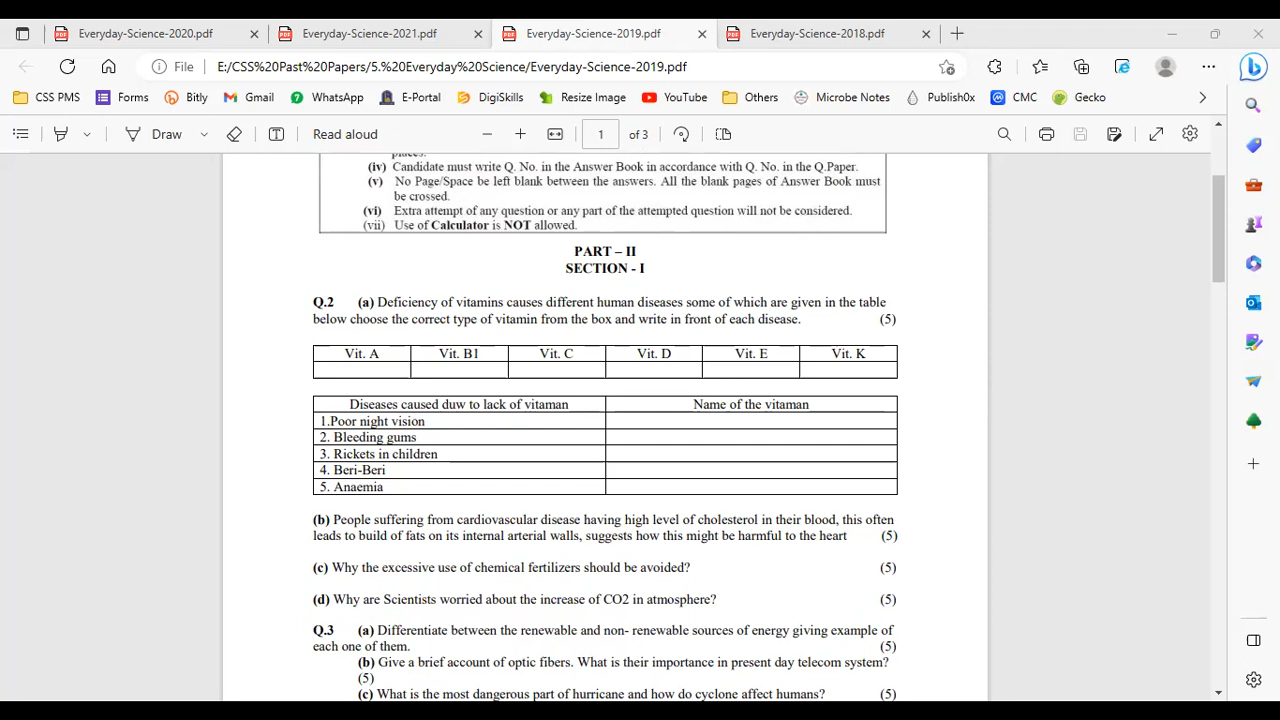 Everyday-Science-2020.pdf
Everyday-Science-2021.pdf
Everyday-Science-2019.pdf
Everyday-Science-2018.pdf
File E:/CSS%20Past%20Papers/5.%20Everyday%20Science/Everyday-Science-2019.pdf
CSS PMS Forms Bitly Gmail WhatsApp E-Portal DigiSkills Resize Image YouTube Others Microbe Notes Publish0x CMC Gecko
Draw Read aloud 1 of 3
places.
(iv) Candidate must write Q. No. in the Answer Book in accordance with Q. No. in the Q.Paper.
(v) No Page/Space be left blank between the answers. All the blank pages of Answer Book must
be crossed.
(vi) Extra attempt of any question or any part of the attempted question will not be considered.
(vii) Use of Calculator is NOT allowed.
PART – II
SECTION - I
Q.2 (a) Deficiency of vitamins causes different human diseases some of which are given in the table
below choose the correct type of vitamin from the box and write in front of each disease. (5)
Vit. A Vit. B1 Vit. C Vit. D Vit. E Vit. K
Diseases caused duw to lack of vitaman Name of the vitaman
1.Poor night vision
2. Bleeding gums
3. Rickets in children
4. Beri-Beri
5. Anaemia
(b) People suffering from cardiovascular disease having high level of cholesterol in their blood, this often
leads to build of fats on its internal arterial walls, suggests how this might be harmful to the heart (5)
(c) Why the excessive use of chemical fertilizers should be avoided? (5)
(d) Why are Scientists worried about the increase of CO2 in atmosphere? (5)
Q.3 (a) Differentiate between the renewable and non- renewable sources of energy giving example of
each one of them. (5)
(b) Give a brief account of optic fibers. What is their importance in present day telecom system?
(5)
(c) What is the most dangerous part of hurricane and how do cyclone affect humans? (5)